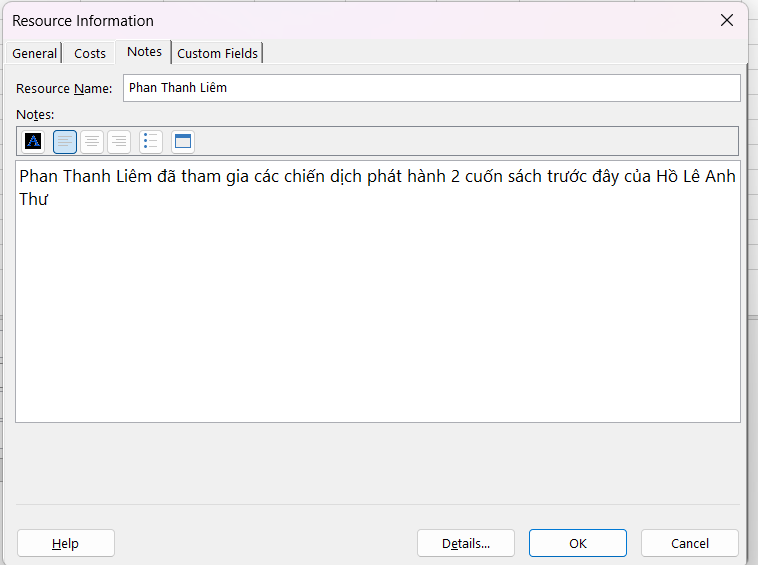 Resource Information
General Costs Notes Custom Fields
Resource Name: Phan Thanh Liêm
Notes:
A
Phan Thanh Liêm đã tham gia các chiến dịch phát hành 2 cuốn sách trước đây của Hồ Lê Anh
Thư
Help Details... OK Cancel